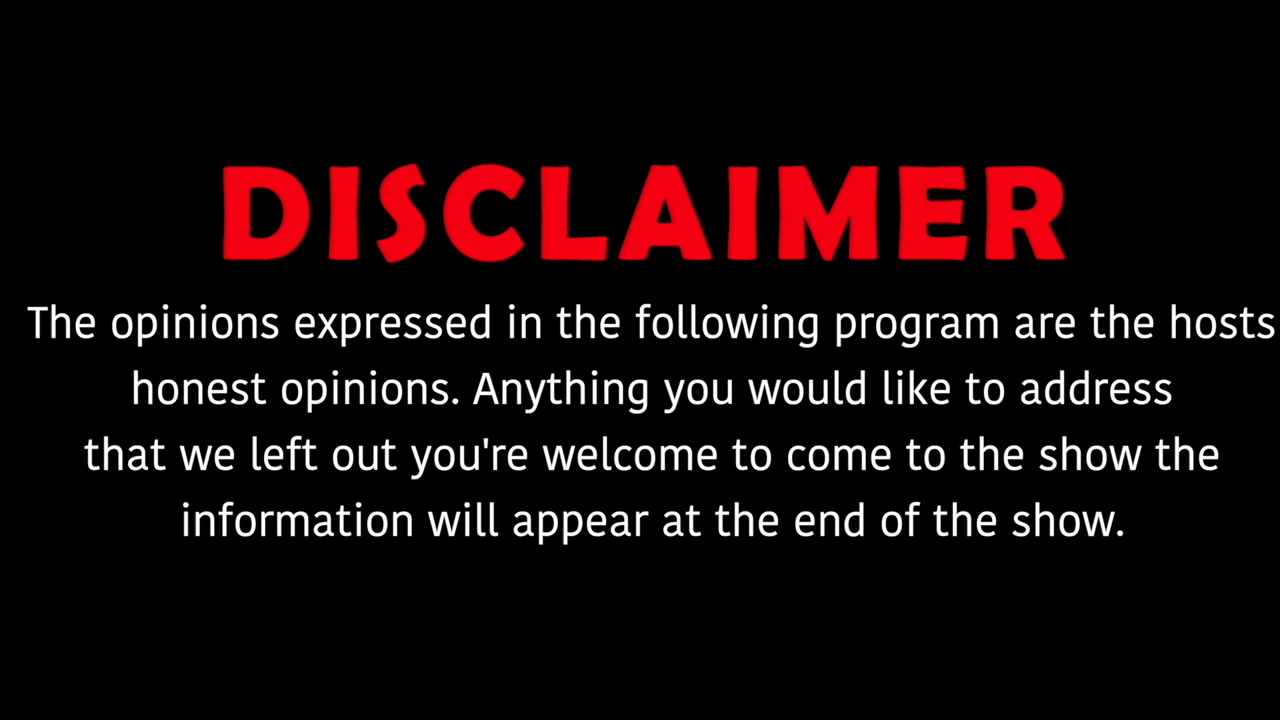 DISCLAIMER
The opinions expressed in the following program are the hosts
honest opinions. Anything you would like to address
that we left out you're welcome to come to the show the
information will appear at the end of the show.